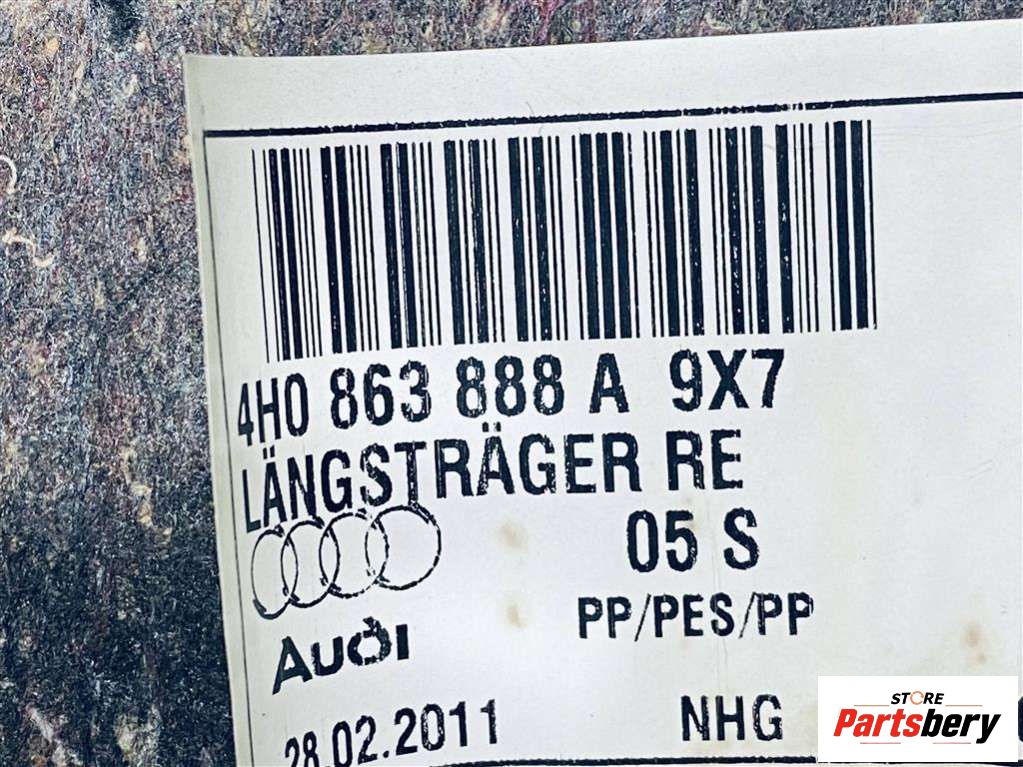 4H0 863 888 A 9X7
LÄNGSTRÄGER RE
05 S
Audi
PP/PES/PP
28.02.2011 NHG
STORE
Partsbery